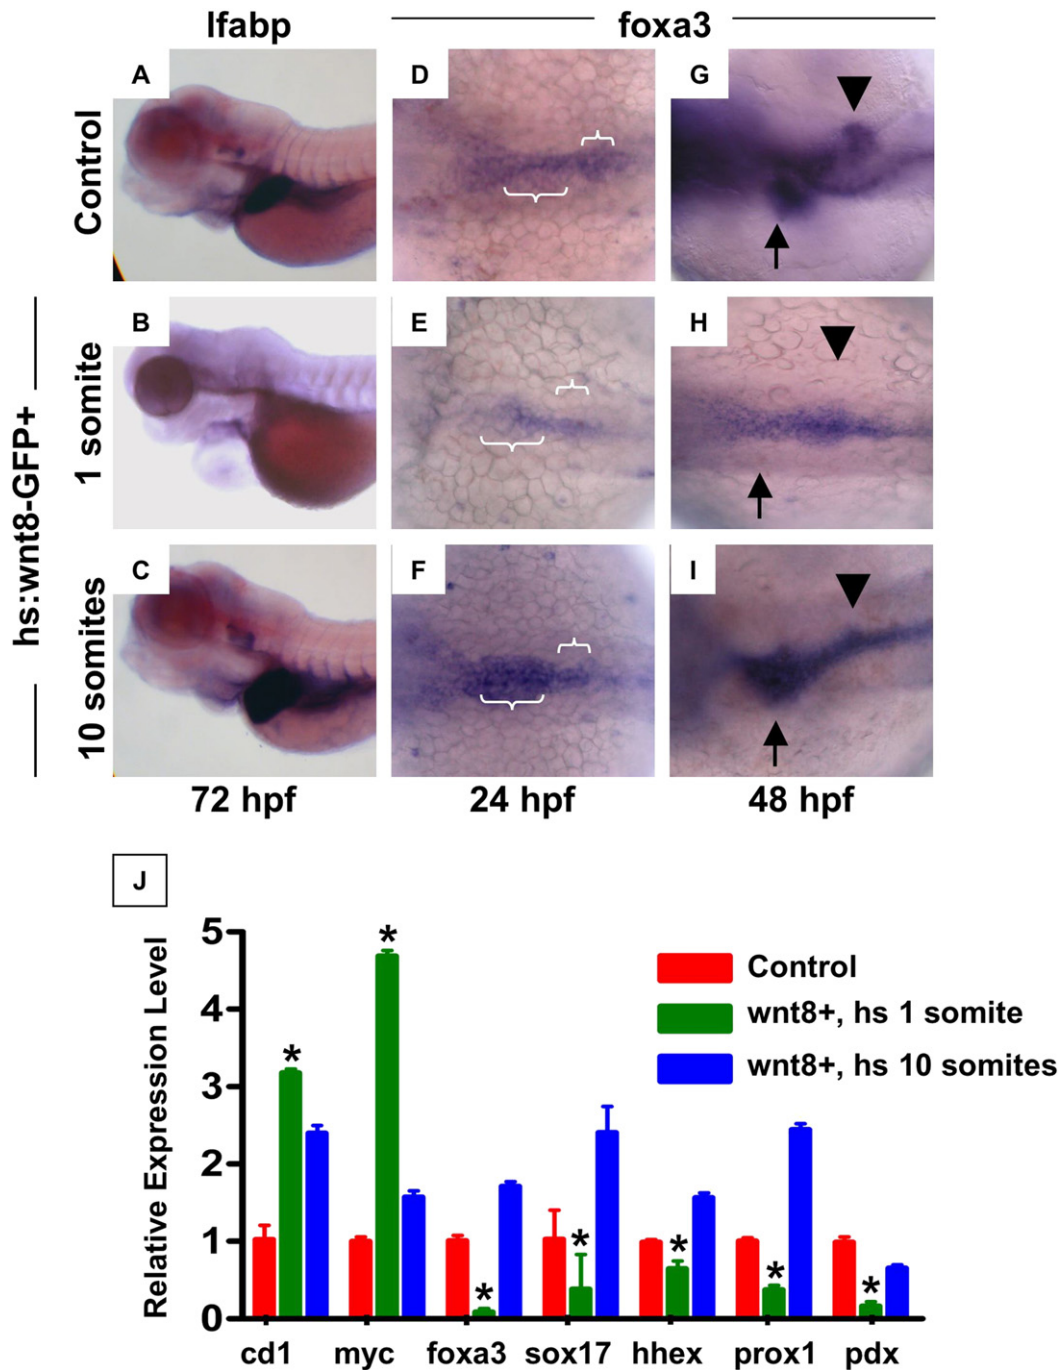 lfabp
foxa3
Control
A
D
G
hs:wnt8-GFP+
1 somite
B
E
H
10 somites
C
F
I
72 hpf
24 hpf
48 hpf
J
Relative Expression Level
5
4
3
2
1
0
*
*
*
*
*
*
*
Control
wnt8+, hs 1 somite
wnt8+, hs 10 somites
cd1
myc
foxa3
sox17
hhex
prox1
pdx